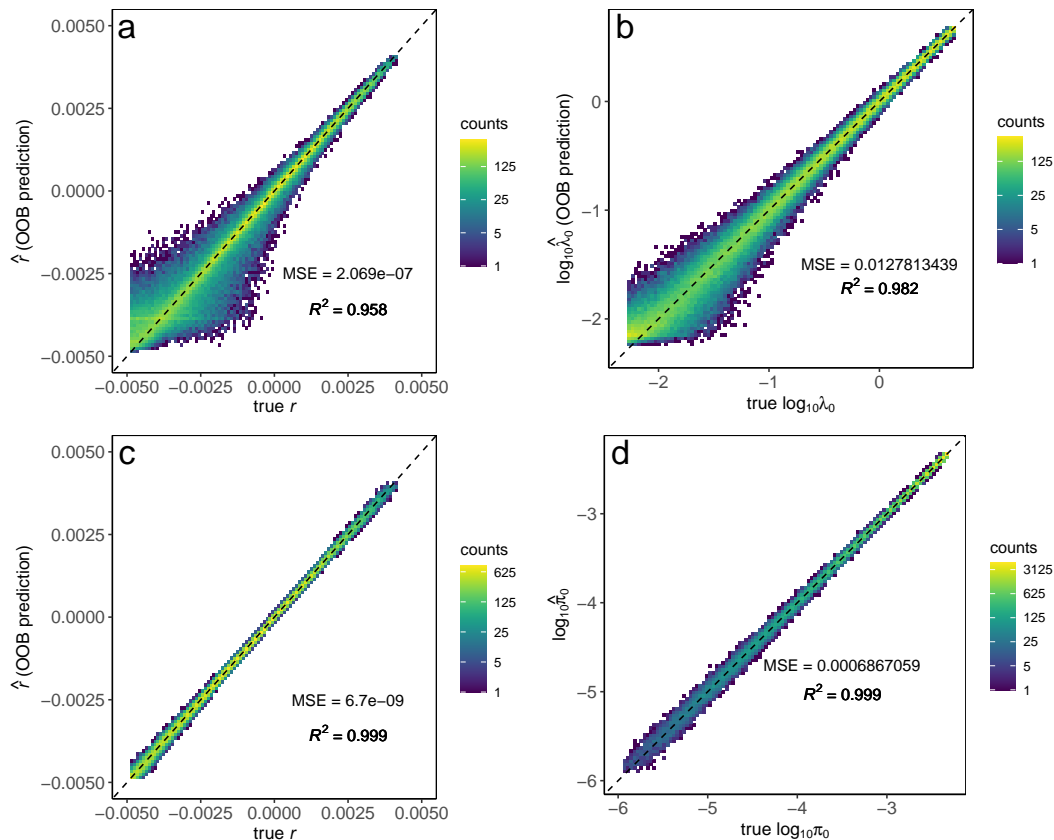 a
0.0050
0.0025
0.0000
−0.0025
−0.0050
r̂ (OOB prediction)
MSE = 2.069e−07
R² = 0.958
−0.0050 −0.0025 0.0000 0.0025 0.0050
true r
counts
125
25
5
1
b
0
−1
−2
log₁₀λ̂₀ (OOB prediction)
MSE = 0.0127813439
R² = 0.982
−2 −1 0
true log₁₀λ₀
counts
125
25
5
1
c
0.0050
0.0025
0.0000
−0.0025
−0.0050
r̂ (OOB prediction)
MSE = 6.7e−09
R² = 0.999
−0.0050 −0.0025 0.0000 0.0025 0.0050
true r
counts
625
125
25
5
1
d
−3
−4
−5
−6
log₁₀π̂₀
MSE = 0.0006867059
R² = 0.999
−6 −5 −4 −3
true log₁₀π₀
counts
3125
625
125
25
5
1